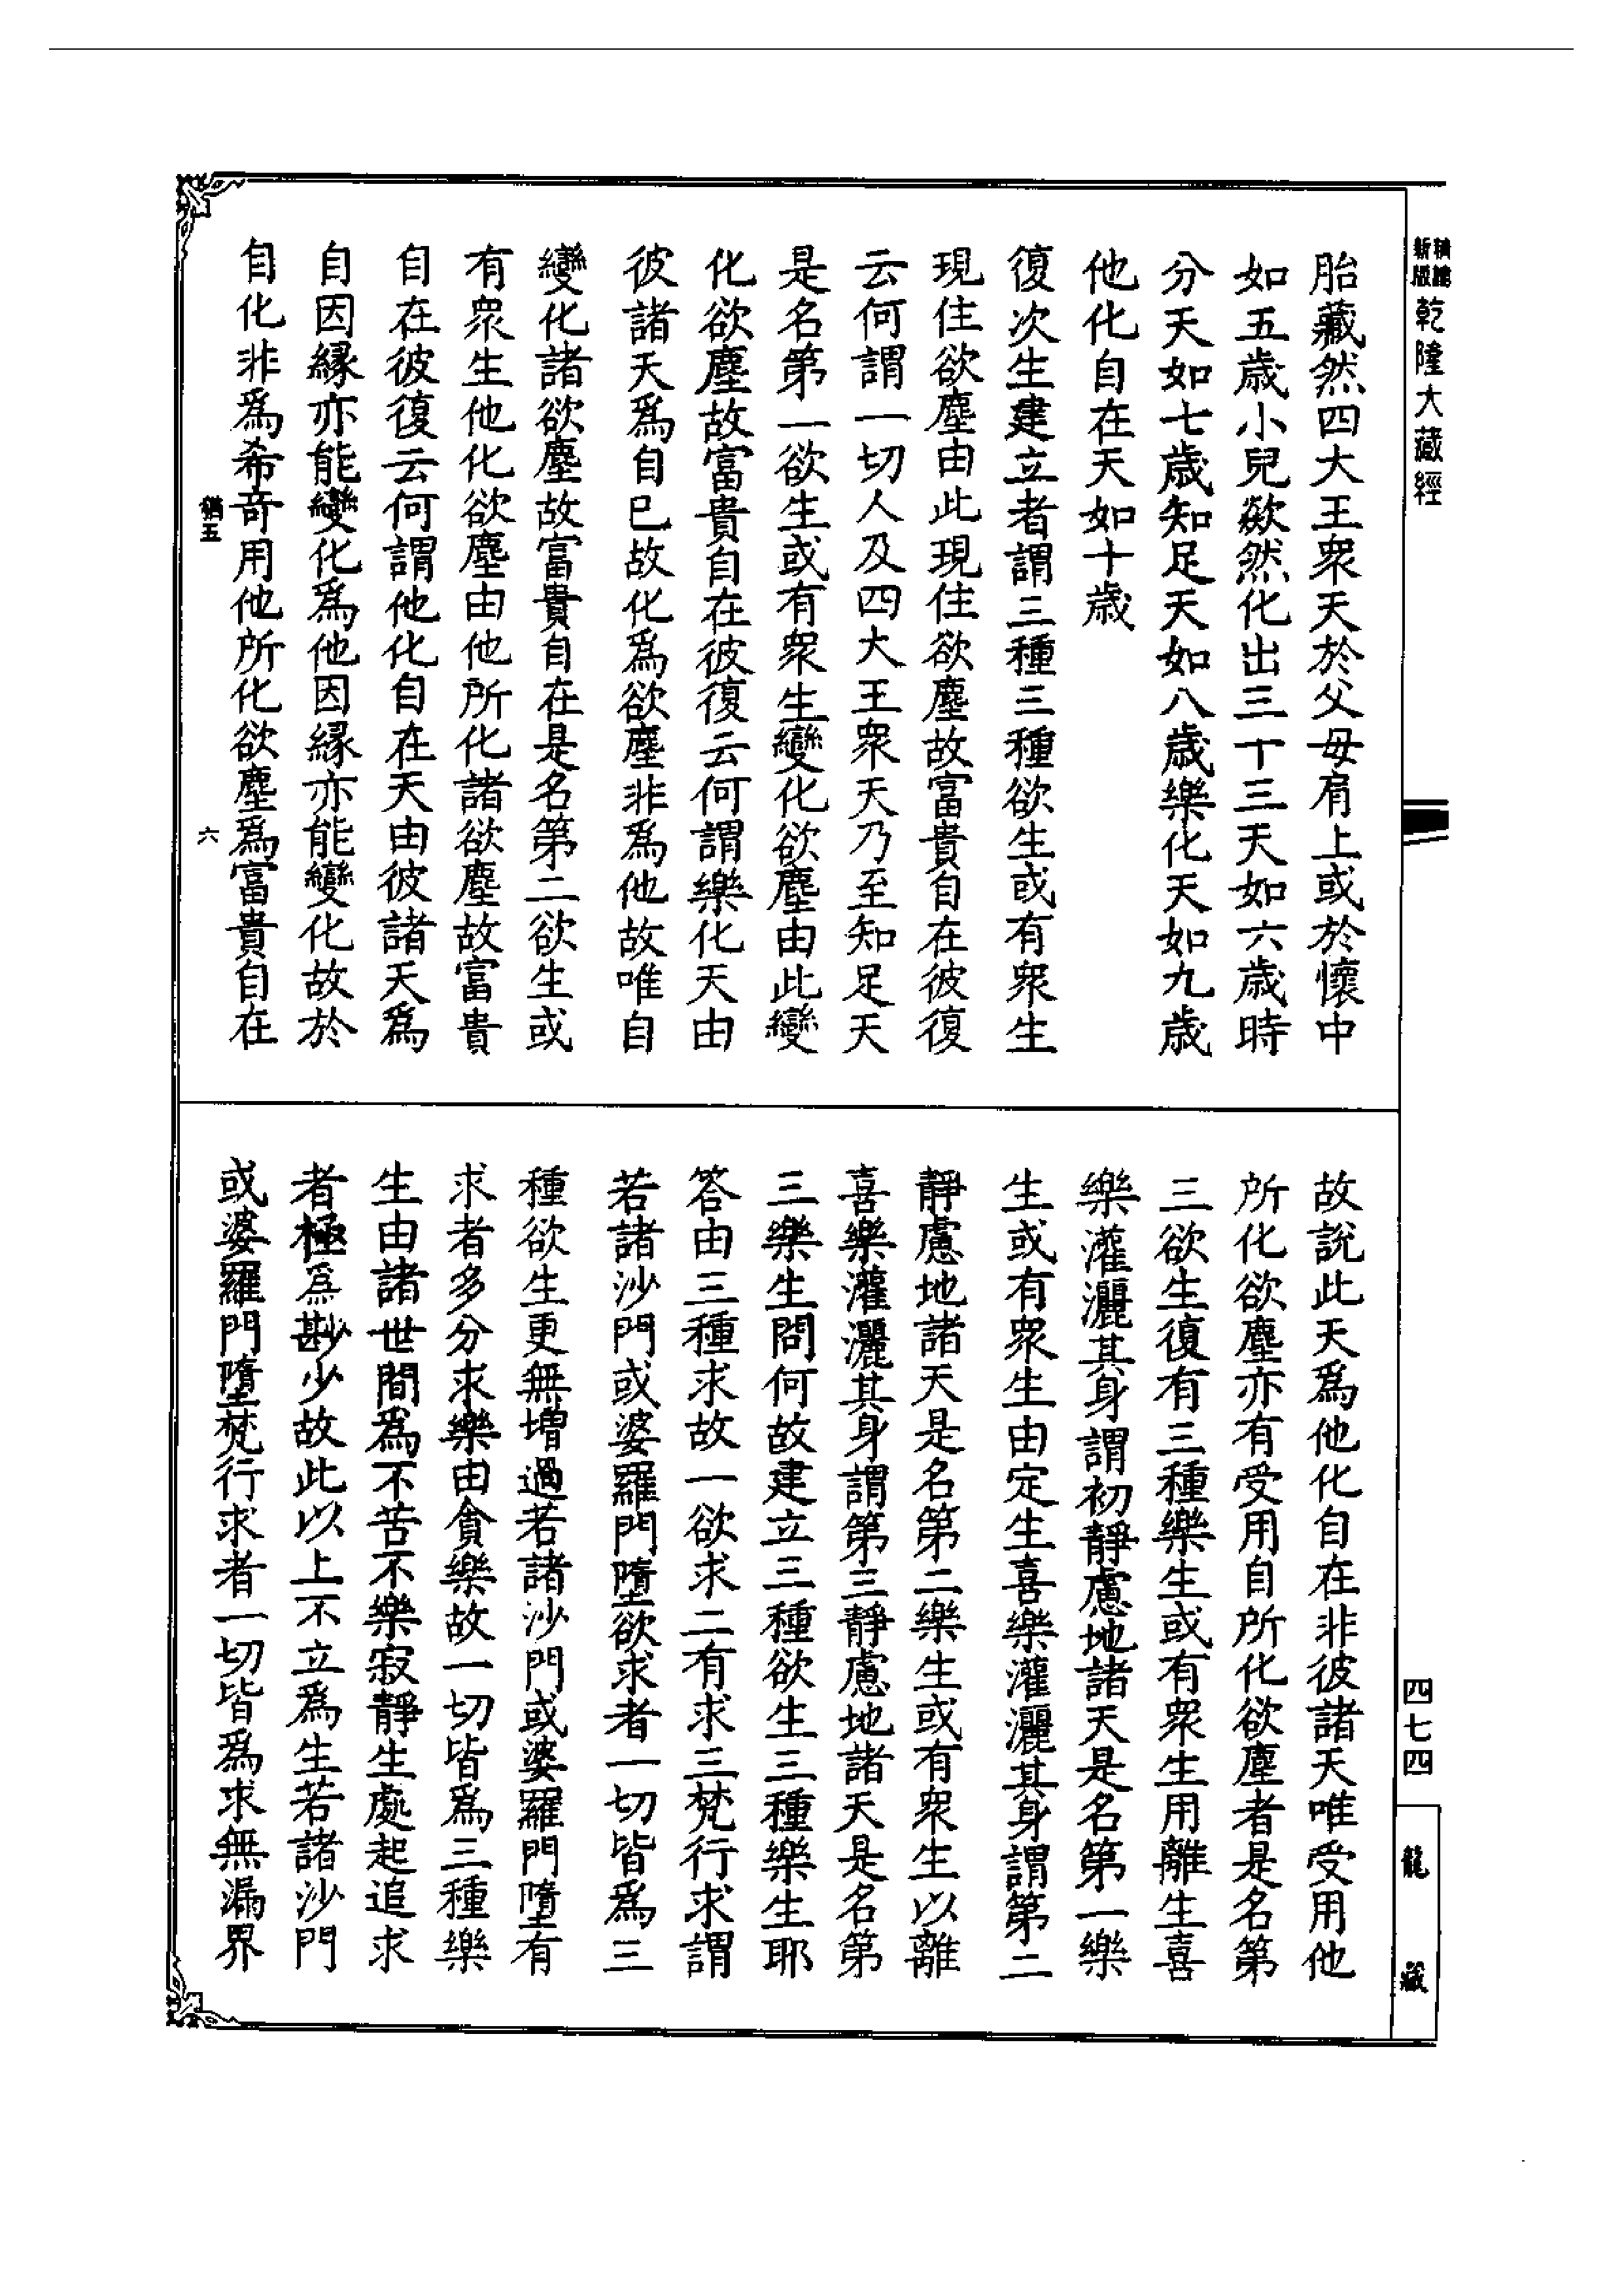 新版
精縮
乾隆大藏經
胎藏然四大王衆天於父母肩上或於懷中
如五歲小兒欻然化出三十三天如六歲時
分天如七歲知足天如八歲樂化天如九歲
他化自在天如十歲
復次生建立者謂三種三種欲生或有衆生
現住欲塵由此現住欲塵故富貴自在彼復
云何謂一切人及四大王衆天乃至知足天
是名第一欲生或有衆生變化欲塵由此變
化欲塵故富貴自在彼復云何謂樂化天由
彼諸天爲自巳故化爲欲塵非爲他故唯自
變化諸欲塵故富貴自在是名第二欲生或
有衆生他化欲塵由他所化諸欲塵故富貴
自在彼復云何謂他化自在天由彼諸天爲
自因緣亦能變化爲他因緣亦能變化故於
自化非爲希奇用他所化欲塵爲富貴自在
猶五
六
故說此天爲他化自在非彼諸天唯受用他
所化欲塵亦有受用自所化欲塵者是名第
三欲生復有三種樂生或有衆生用離生喜
樂灌灑其身謂初靜慮地諸天是名第一樂
生或有衆生由定生喜樂灌灑其身謂第二
靜慮地諸天是名第二樂生或有衆生以離
喜樂灌灑其身謂第三靜慮地諸天是名第
三樂生問何故建立三種欲生三種樂生耶
答由三種求故一欲求二有求三梵行求謂
若諸沙門或婆羅門墮欲求者一切皆爲三
種欲生更無增過若諸沙門或婆羅門墮有
求者多分求樂由貪樂故一切皆爲三種樂
生由諸世間爲不苦不樂寂靜生處起追求
者極爲尠少故此以上不立爲生若諸沙門
或婆羅門墮梵行求者一切皆爲求無漏界
四七四
龍藏